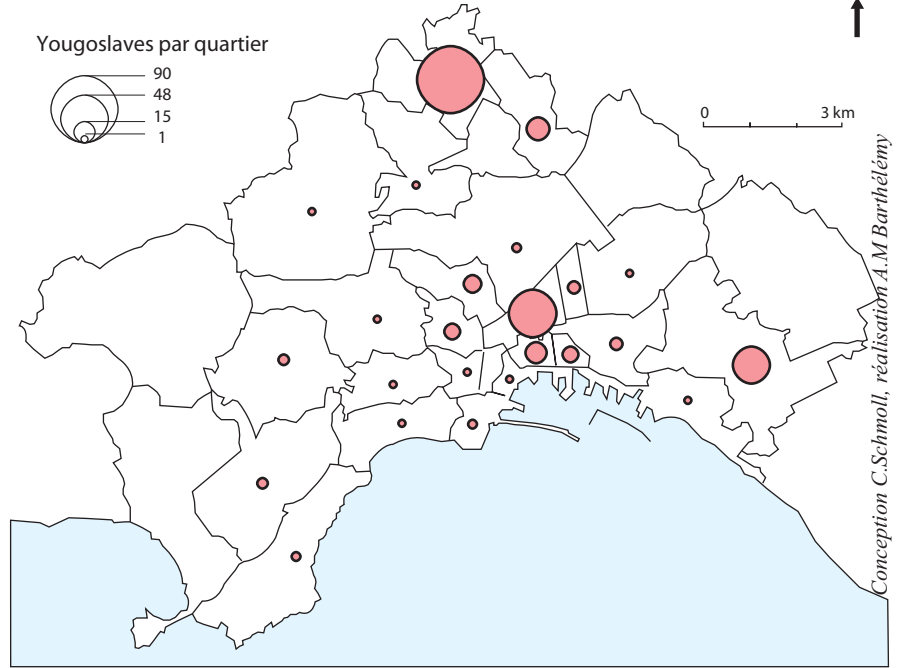 Yougoslaves par quartier
90
48
15
1
0 3 km
Conception C.Schmoll, réalisation A.M Barthélémy